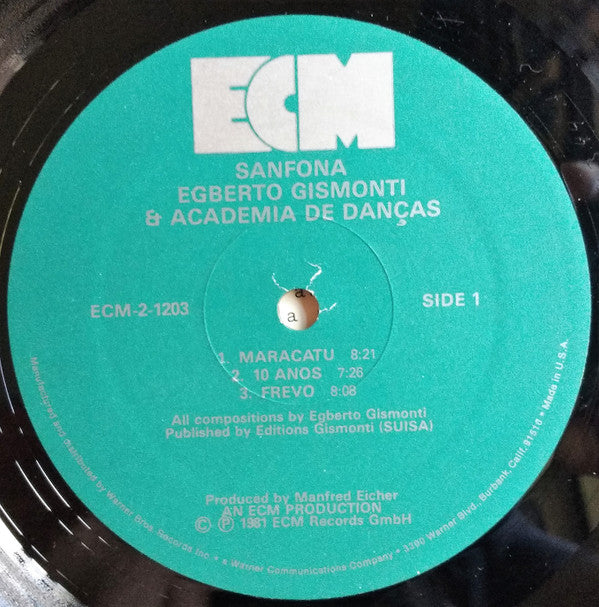 ECM
SANFONA
EGBERTO GISMONTI
& ACADEMIA DE DANÇAS
ECM-2-1203
SIDE 1
a
a
1. MARACATU 8:21
2. 10 ANOS 7:26
3. FREVO 8:08
All compositions by Egberto Gismonti
Published by Editions Gismonti (SUISA)
Produced by Manfred Eicher
AN ECM PRODUCTION
© ℗ 1981 ECM Records GmbH
Manufactured and distributed by Warner Bros. Records Inc. • a Warner Communications Company • 3300 Warner Blvd., Burbank, Calif. 91510 • Made in U.S.A.